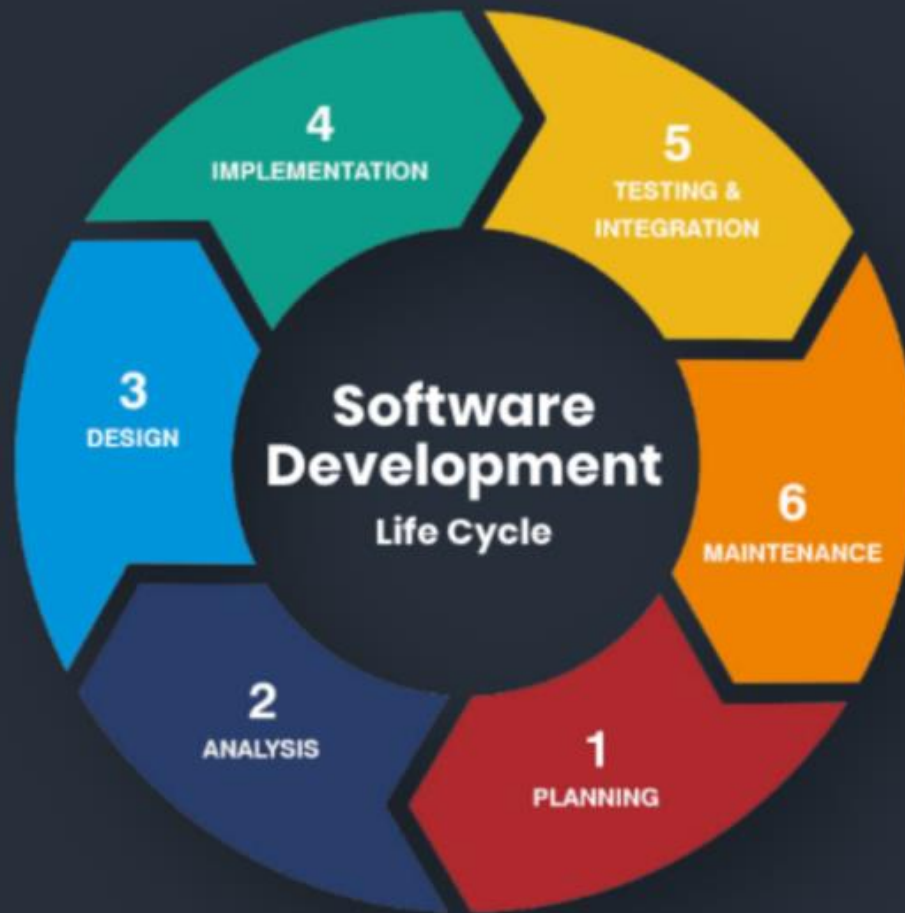 Software
Development
Life Cycle
1
PLANNING
2
ANALYSIS
3
DESIGN
4
IMPLEMENTATION
5
TESTING &
INTEGRATION
6
MAINTENANCE